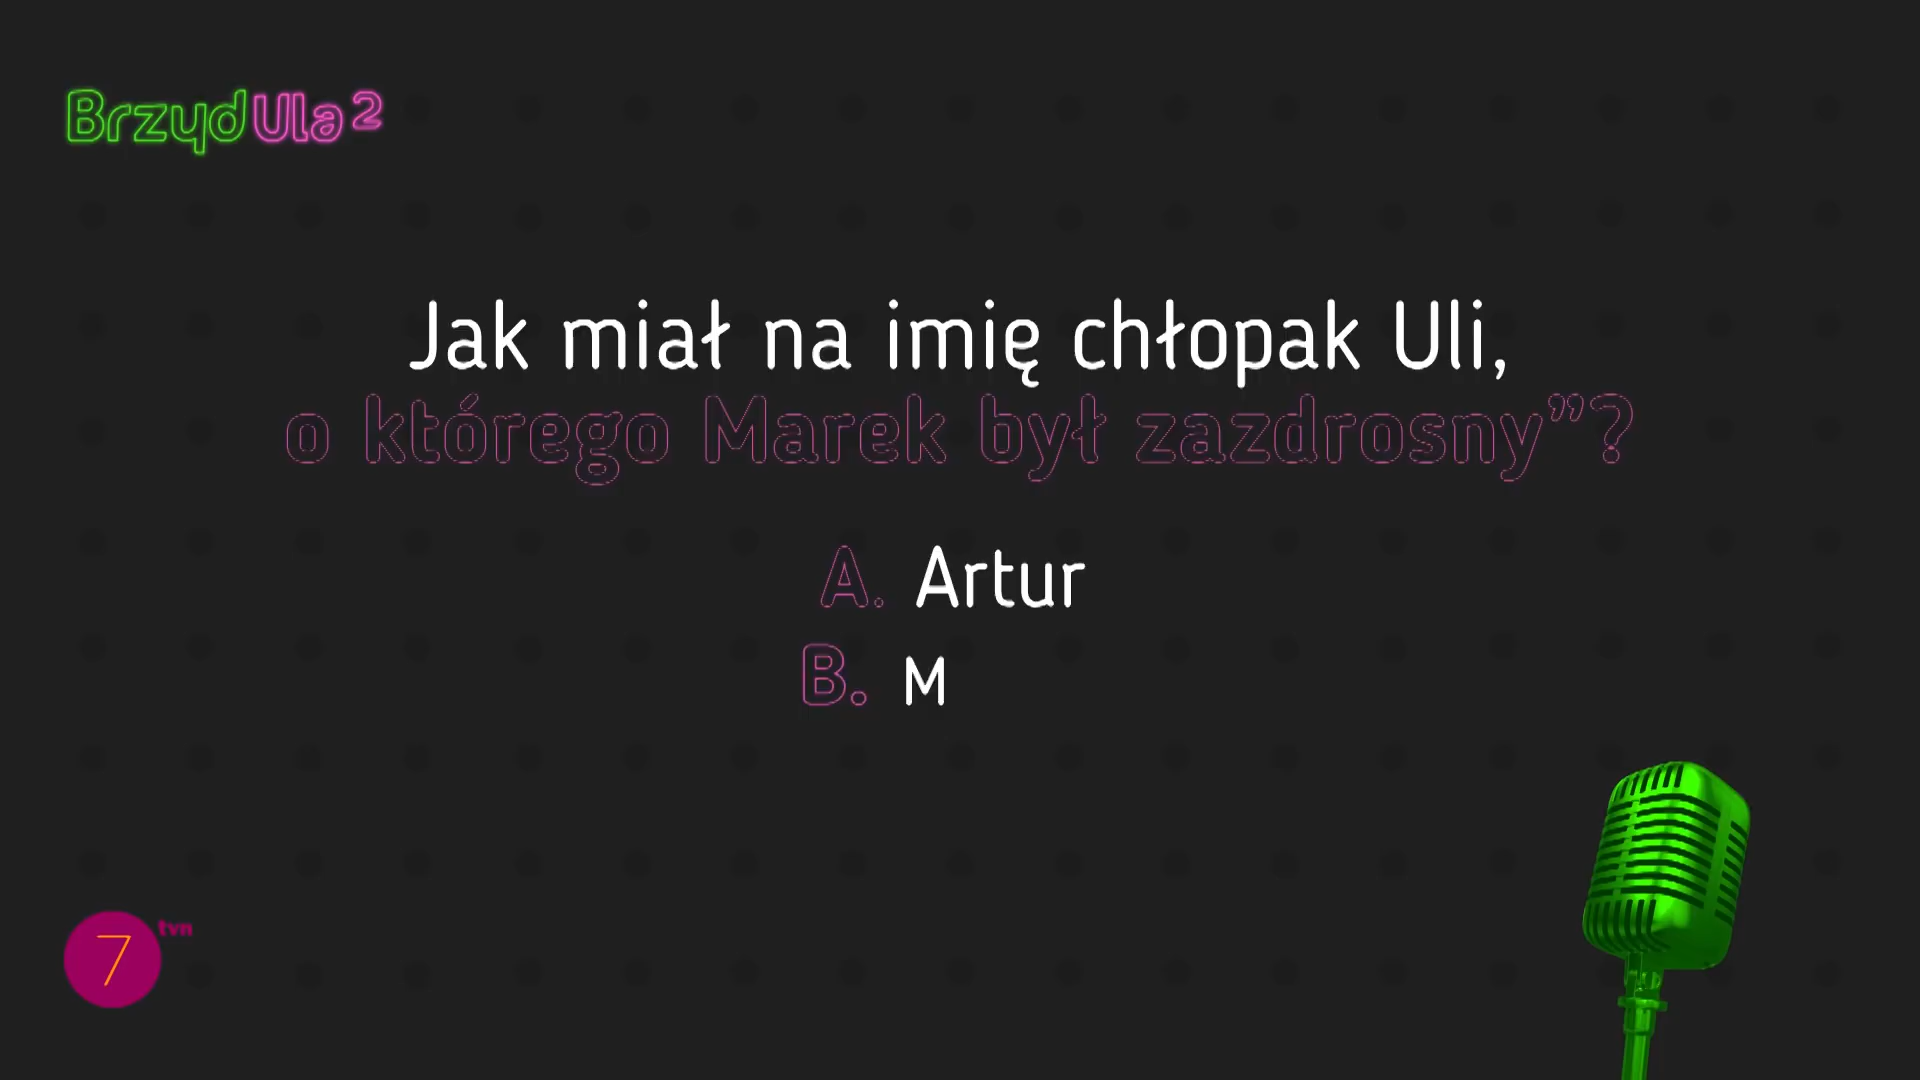 BrzydUla 2
Jak miał na imię chłopak Uli,
o którego Marek był zazdrosny”?
A. Artur
B. M
7 tvn